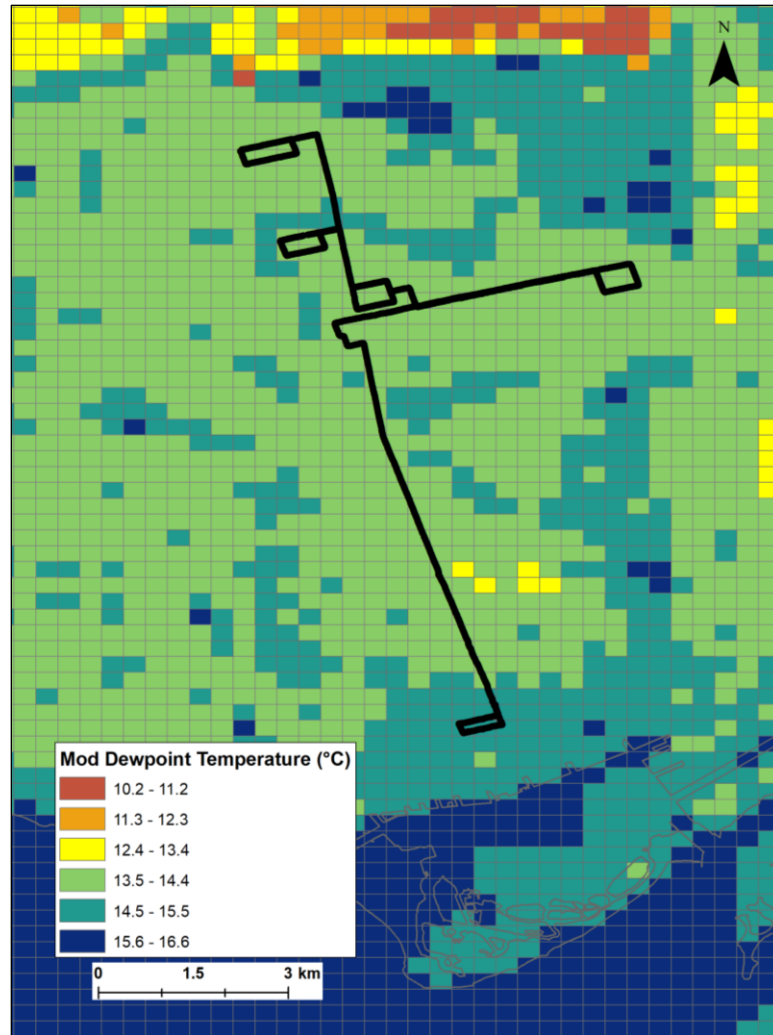 N
Mod Dewpoint Temperature (°C)
10.2 - 11.2
11.3 - 12.3
12.4 - 13.4
13.5 - 14.4
14.5 - 15.5
15.6 - 16.6
0 1.5 3 km